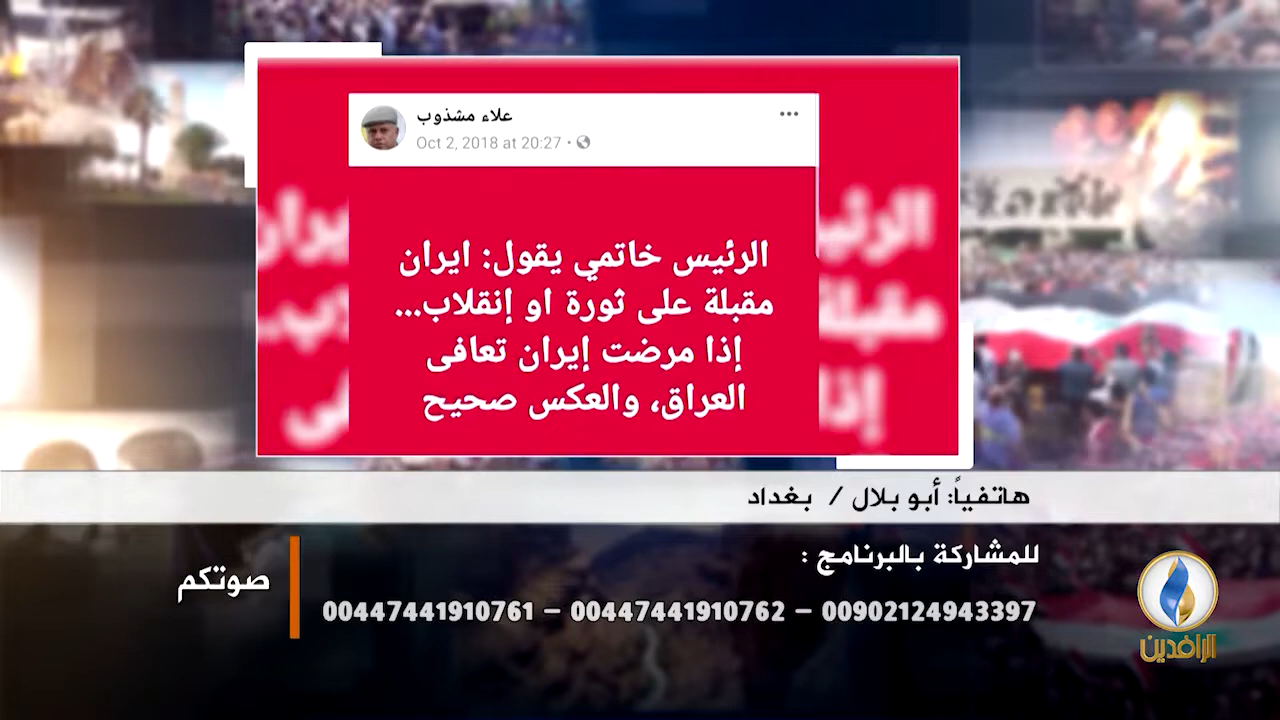 علاء مشذوب
Oct 2, 2018 at 20:27
الرئيس خاتمي يقول: ايران
مقبلة على ثورة او إنقلاب...
إذا مرضت إيران تعافى
العراق، والعكس صحيح
هاتفياً: أبو بلال / بغداد
للمشاركة بالبرنامج :
00447441910761 – 00447441910762 – 00902124943397
صوتكم
الرافدين